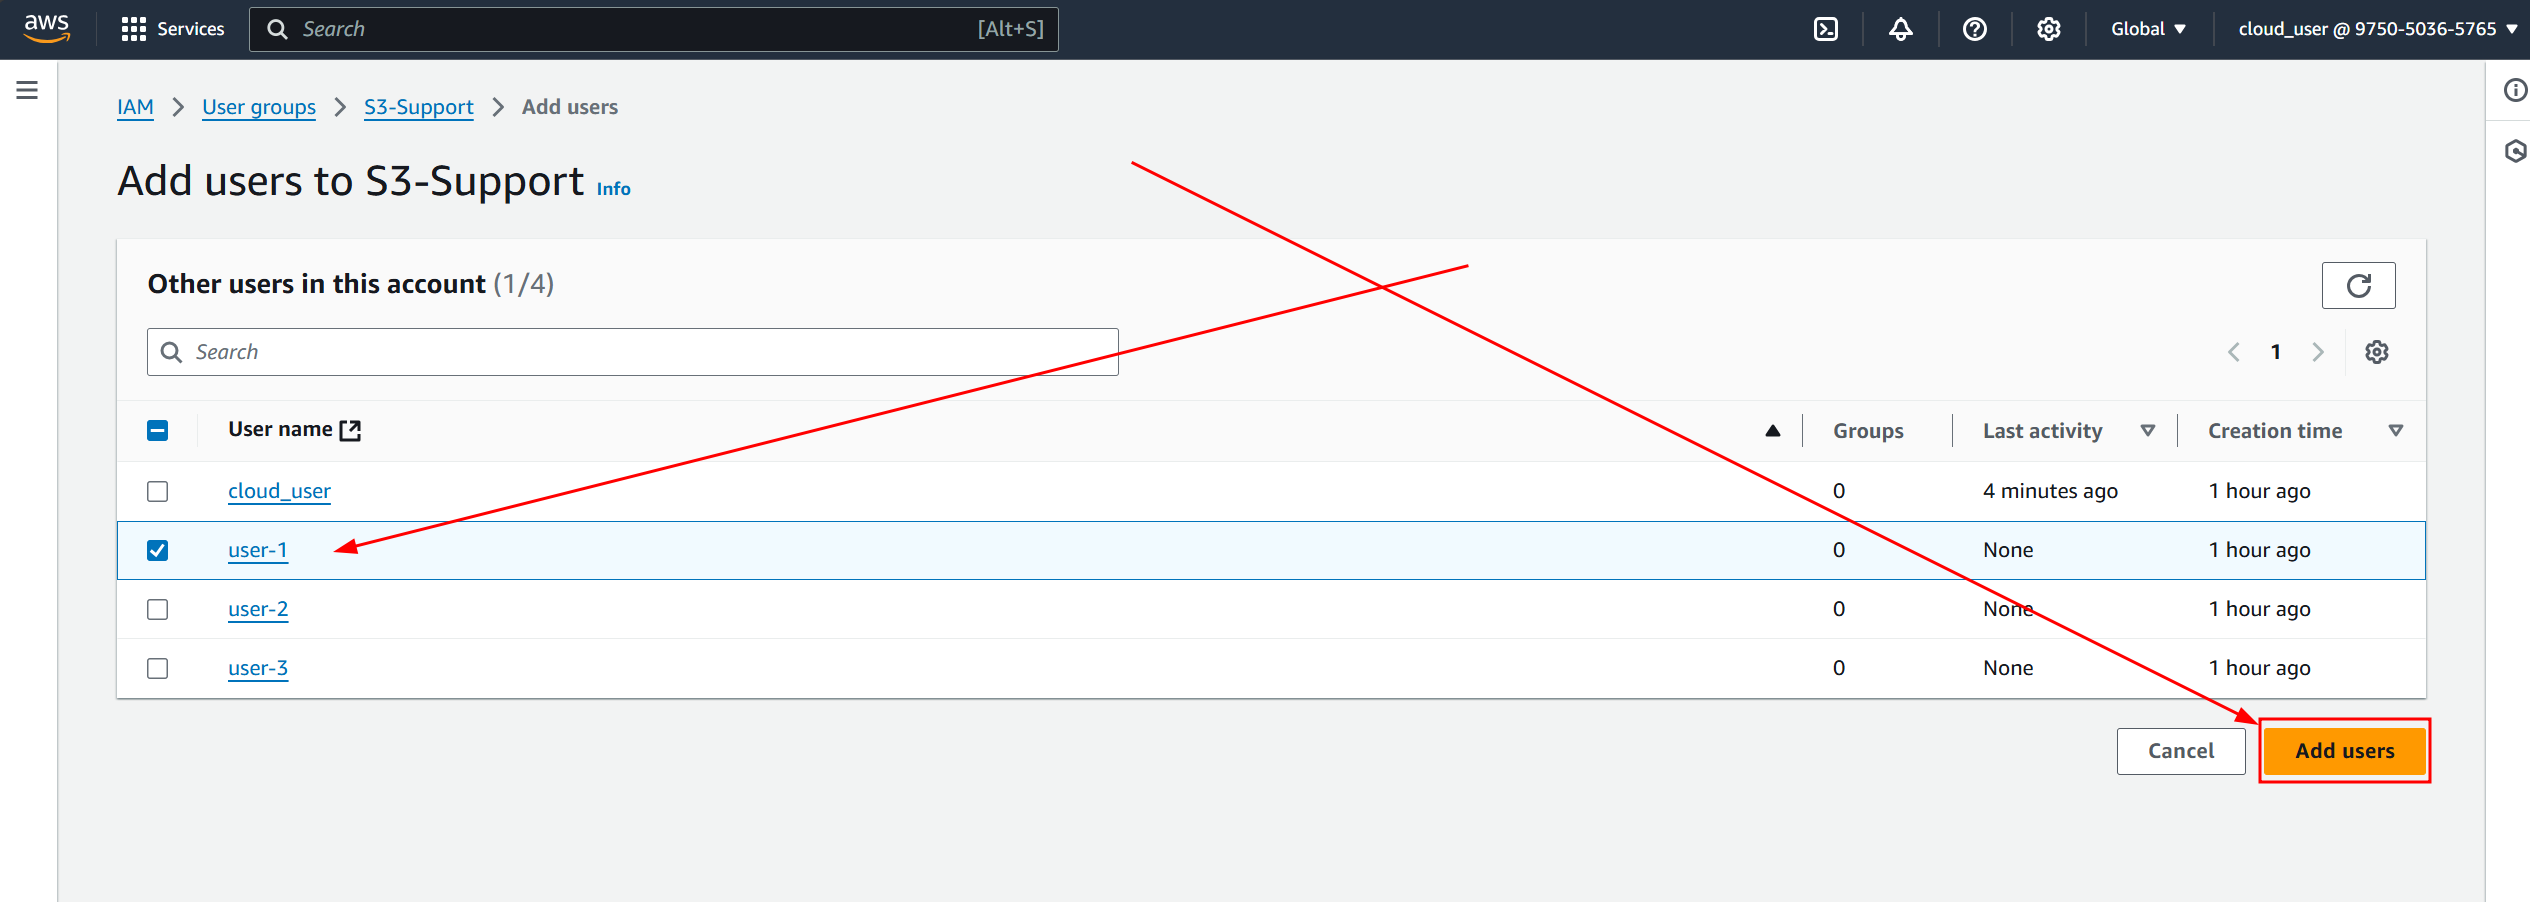 aws Services Search [Alt+S] Global cloud_user @ 9750-5036-5765
IAM User groups S3-Support Add users
Add users to S3-Support Info
Other users in this account (1/4)
Search 1
User name Groups Last activity Creation time
cloud_user 0 4 minutes ago 1 hour ago
user-1 0 None 1 hour ago
user-2 0 None 1 hour ago
user-3 0 None 1 hour ago
Cancel Add users